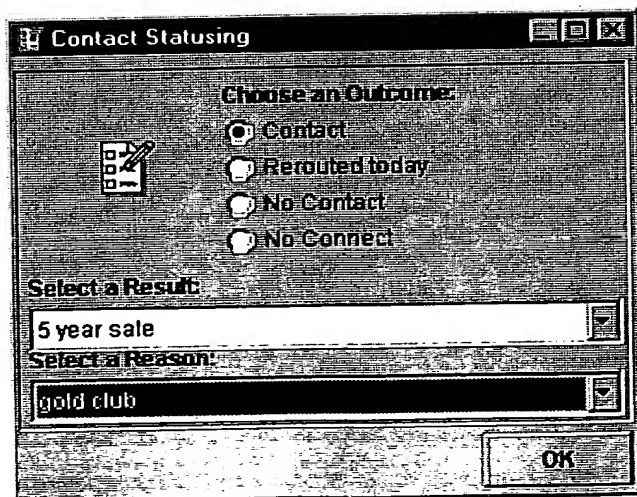 Contact Statusing
Choose an Outcome:
Contact
Rerouted today
No Contact
No Connect
Select a Result:
5 year sale
Select a Reason:
gold club
OK